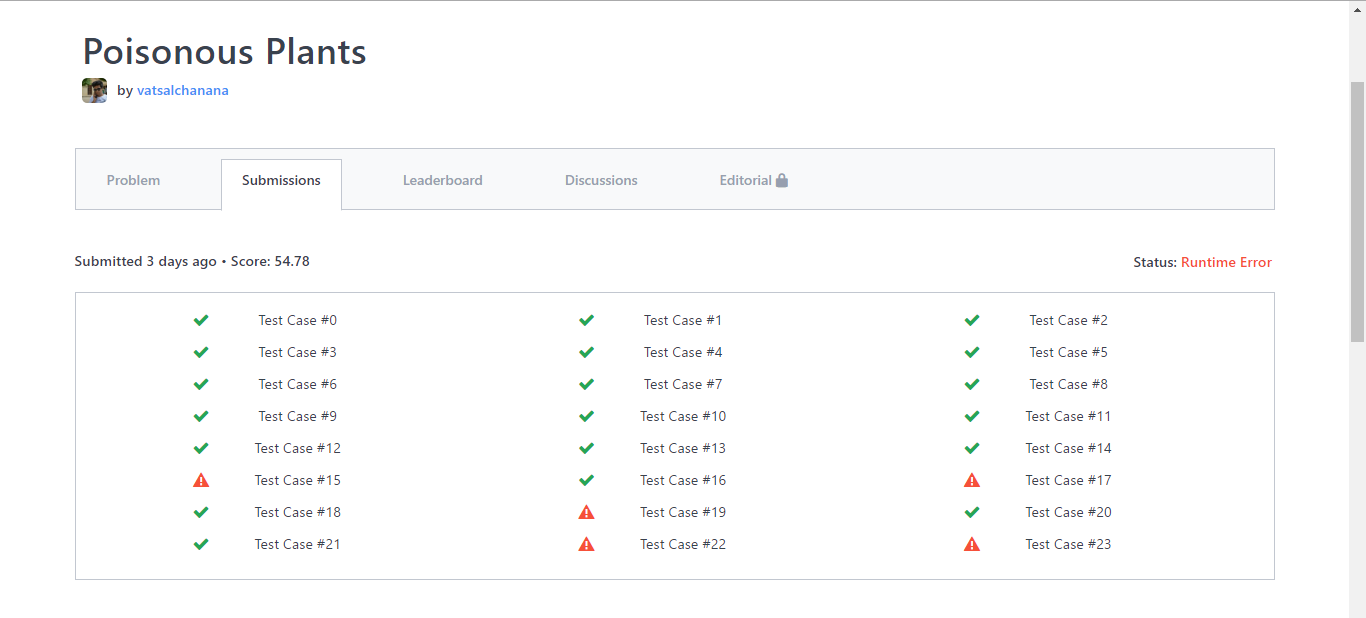 Poisonous Plants
by vatsalchanana
Problem Submissions Leaderboard Discussions Editorial
Submitted 3 days ago • Score: 54.78 Status: Runtime Error
Test Case #0 Test Case #1 Test Case #2
Test Case #3 Test Case #4 Test Case #5
Test Case #6 Test Case #7 Test Case #8
Test Case #9 Test Case #10 Test Case #11
Test Case #12 Test Case #13 Test Case #14
Test Case #15 Test Case #16 Test Case #17
Test Case #18 Test Case #19 Test Case #20
Test Case #21 Test Case #22 Test Case #23